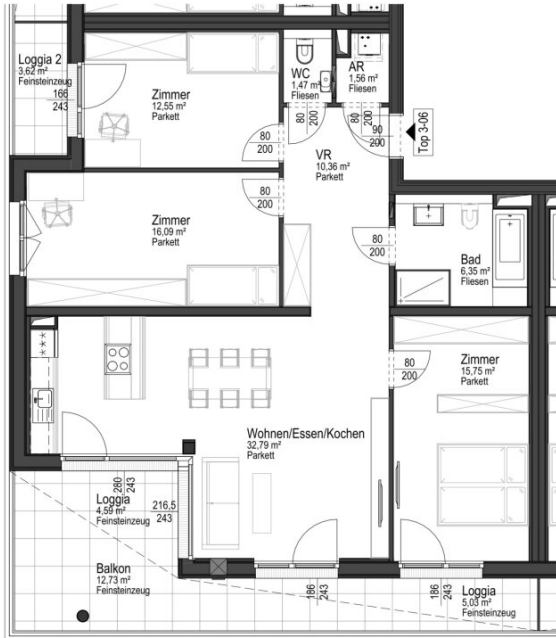 Loggia 2
3,62 m²
Feinsteinzeug
166
243
Zimmer
12,55 m²
Parkett
80
200
WC
1,47 m²
Fliesen
80
200
AR
1,56 m²
Fliesen
80
200
90
200
Top 3-06
VR
10,36 m²
Parkett
Zimmer
16,09 m²
Parkett
80
200
80
200
Bad
6,35 m²
Fliesen
Zimmer
15,75 m²
Parkett
80
200
Wohnen/Essen/Kochen
32,79 m²
Parkett
Loggia
4,59 m²
Feinsteinzeug
280
243
216,5
243
Balkon
12,73 m²
Feinsteinzeug
186
243
186
243
Loggia
5,03 m²
Feinsteinzeug